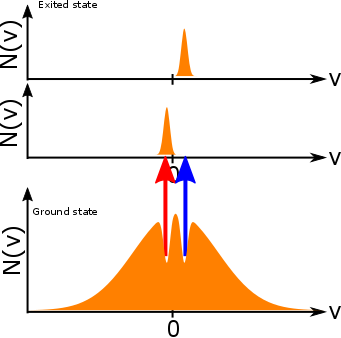 Exited state
N(v)
v
N(v)
v
0
Ground state
N(v)
v
0